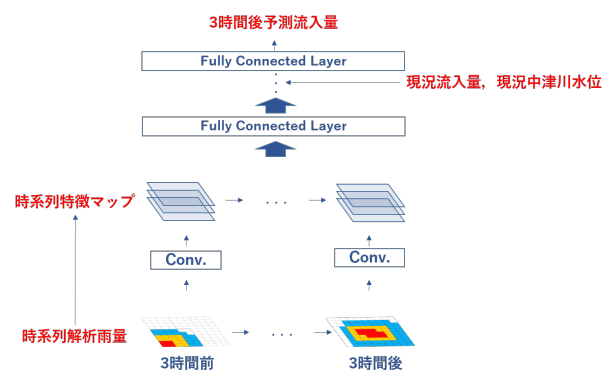 3時間後予測流入量
Fully Connected Layer
現況流入量，現況中津川水位
Fully Connected Layer
時系列特徴マップ
. . .
Conv.
Conv.
時系列解析雨量
. . .
3時間前
3時間後